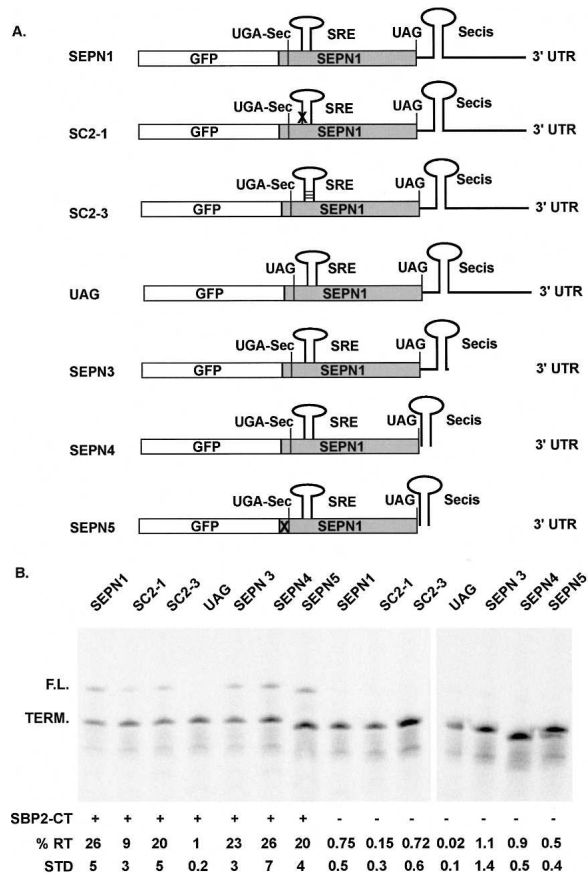 A.
SEPN1 GFP UGA-Sec SRE SEPN1 UAG Secis 3' UTR
SC2-1 GFP UGA-Sec X SRE SEPN1 UAG Secis 3' UTR
SC2-3 GFP UGA-Sec SRE SEPN1 UAG Secis 3' UTR
UAG GFP UAG SRE SEPN1 UAG Secis 3' UTR
SEPN3 GFP UGA-Sec SRE SEPN1 UAG Secis 3' UTR
SEPN4 GFP UGA-Sec SRE SEPN1 UAG Secis 3' UTR
SEPN5 GFP X UGA-Sec SRE SEPN1 UAG Secis 3' UTR
B.
SEPN1 SC2-1 SC2-3 UAG SEPN 3 SEPN4 SEPN5 SEPN1 SC2-1 SC2-3 UAG SEPN 3 SEPN4 SEPN5
F.L.
TERM.
SBP2-CT + + + + + + + - - - - - - -
% RT 26 9 20 1 23 26 20 0.75 0.15 0.72 0.02 1.1 0.9 0.5
STD 5 3 5 0.2 3 7 4 0.5 0.3 0.6 0.1 1.4 0.5 0.4